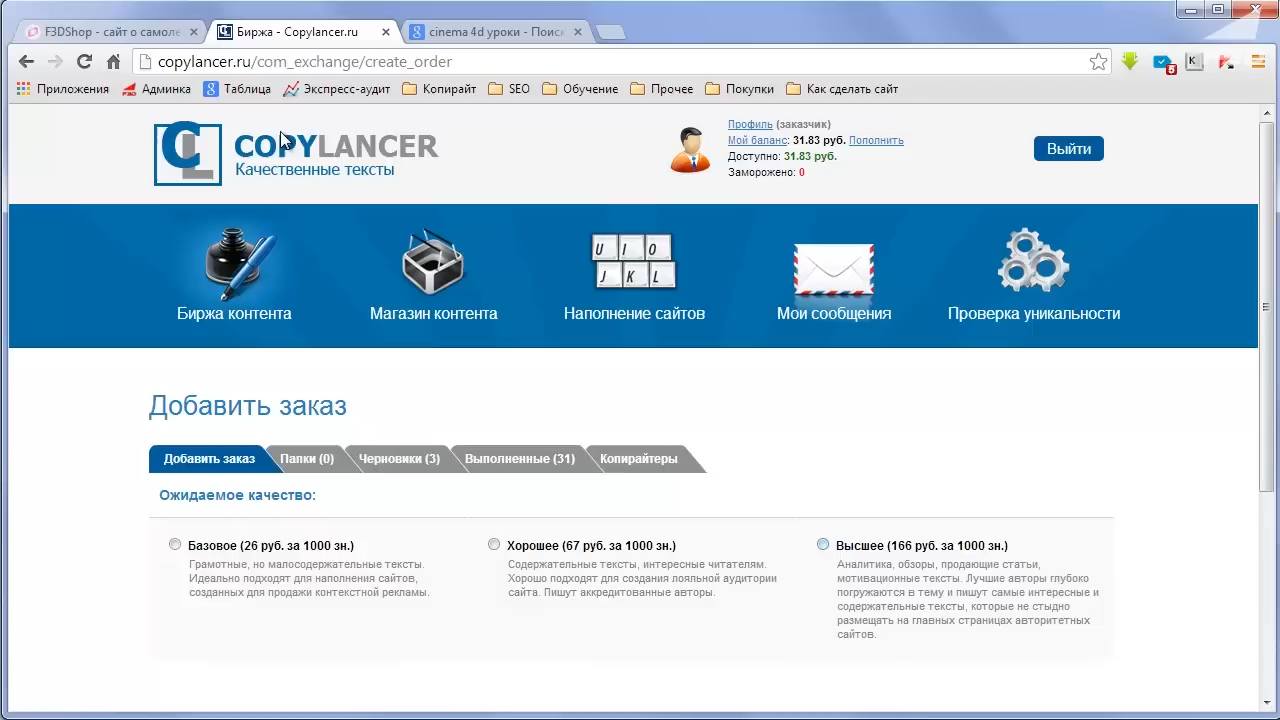 F3DShop - сайт о самоле
Биржа - Copylancer.ru
cinema 4d уроки - Поиск
copylancer.ru/com_exchange/create_order
Приложения
Админка
Таблица
Экспресс-аудит
Копирайт
SEO
Обучение
Прочее
Покупки
Как сделать сайт
CL
COPYLANCER
Качественные тексты
Профиль (заказчик)
Мой баланс: 31.83 руб. Пополнить
Доступно: 31.83 руб.
Заморожено: 0
Выйти
U I O
J K L
Биржа контента
Магазин контента
Наполнение сайтов
Мои сообщения
Проверка уникальности
Добавить заказ
Добавить заказ
Папки (0)
Черновики (3)
Выполненные (31)
Копирайтеры
Ожидаемое качество:
Базовое (26 руб. за 1000 зн.)
Грамотные, но малосодержательные тексты.
Идеально подходят для наполнения сайтов,
созданных для продажи контекстной рекламы.
Хорошее (67 руб. за 1000 зн.)
Содержательные тексты, интересные читателям.
Хорошо подходят для создания лояльной аудитории
сайта. Пишут аккредитованные авторы.
Высшее (166 руб. за 1000 зн.)
Аналитика, обзоры, продающие статьи,
мотивационные тексты. Лучшие авторы глубоко
погружаются в тему и пишут самые интересные и
содержательные тексты, которые не стыдно
размещать на главных страницах авторитетных
сайтов.